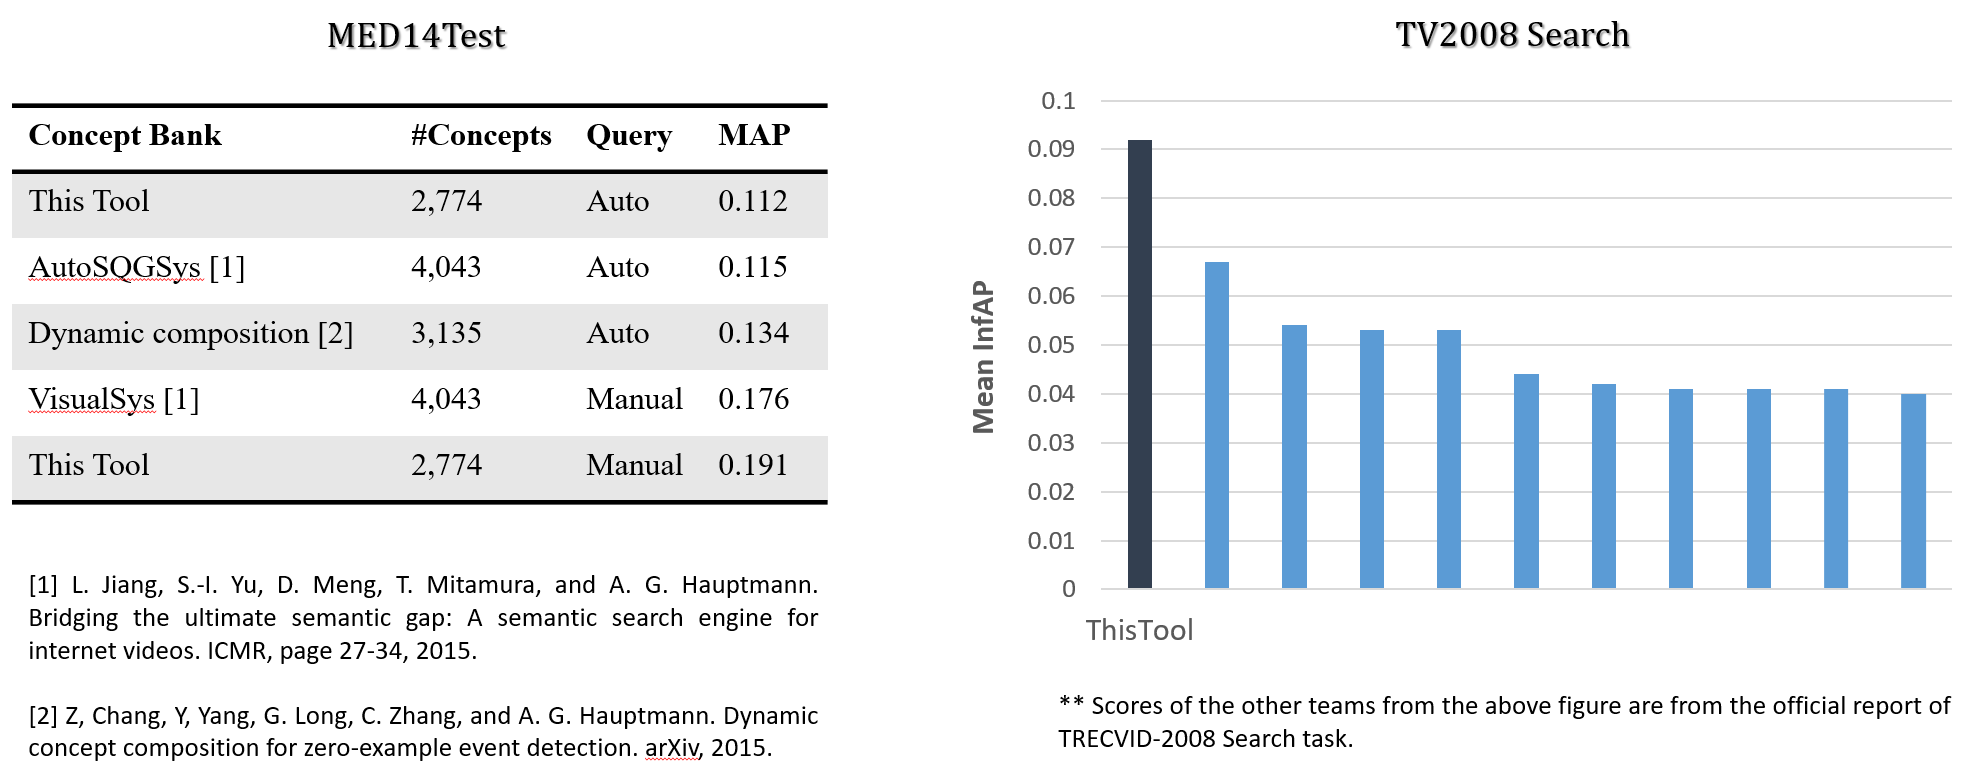 MED14Test
Concept Bank #Concepts Query MAP
This Tool 2,774 Auto 0.112
AutoSQGSys [1] 4,043 Auto 0.115
Dynamic composition [2] 3,135 Auto 0.134
VisualSys [1] 4,043 Manual 0.176
This Tool 2,774 Manual 0.191
[1] L. Jiang, S.-I. Yu, D. Meng, T. Mitamura, and A. G. Hauptmann.
Bridging the ultimate semantic gap: A semantic search engine for
internet videos. ICMR, page 27-34, 2015.
[2] Z, Chang, Y, Yang, G. Long, C. Zhang, and A. G. Hauptmann. Dynamic
concept composition for zero-example event detection. arXiv, 2015.
TV2008 Search
Mean InfAP
0.1
0.09
0.08
0.07
0.06
0.05
0.04
0.03
0.02
0.01
0
ThisTool
** Scores of the other teams from the above figure are from the official report of
TRECVID-2008 Search task.